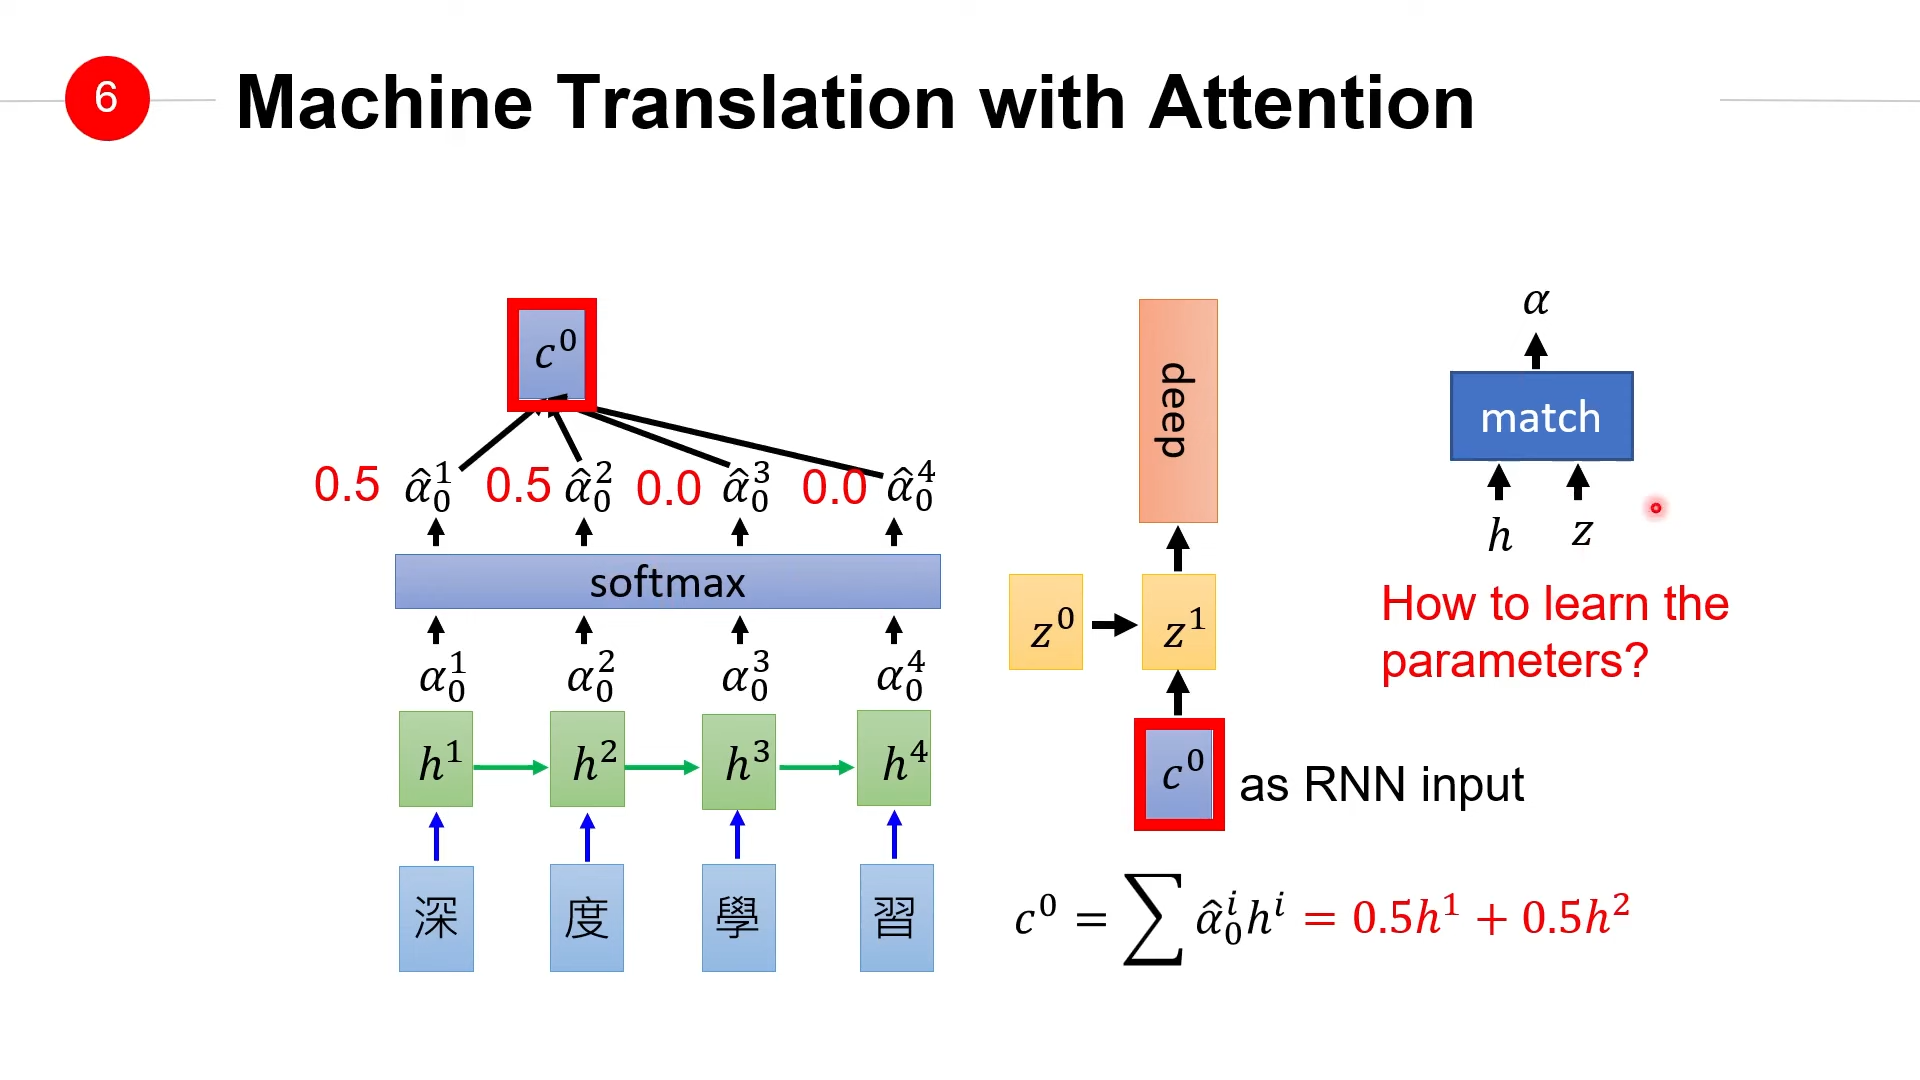 6
Machine Translation with Attention
c⁰
0.5 α̂₀¹ 0.5 α̂₀² 0.0 α̂₀³ 0.0 α̂₀⁴
softmax
α₀¹ α₀² α₀³ α₀⁴
h¹ h² h³ h⁴
深 度 學 習
deep
z⁰ z¹
c⁰ as RNN input
α
match
h z
How to learn the
parameters?
c⁰ = ∑ α̂₀ⁱhⁱ = 0.5h¹ + 0.5h²